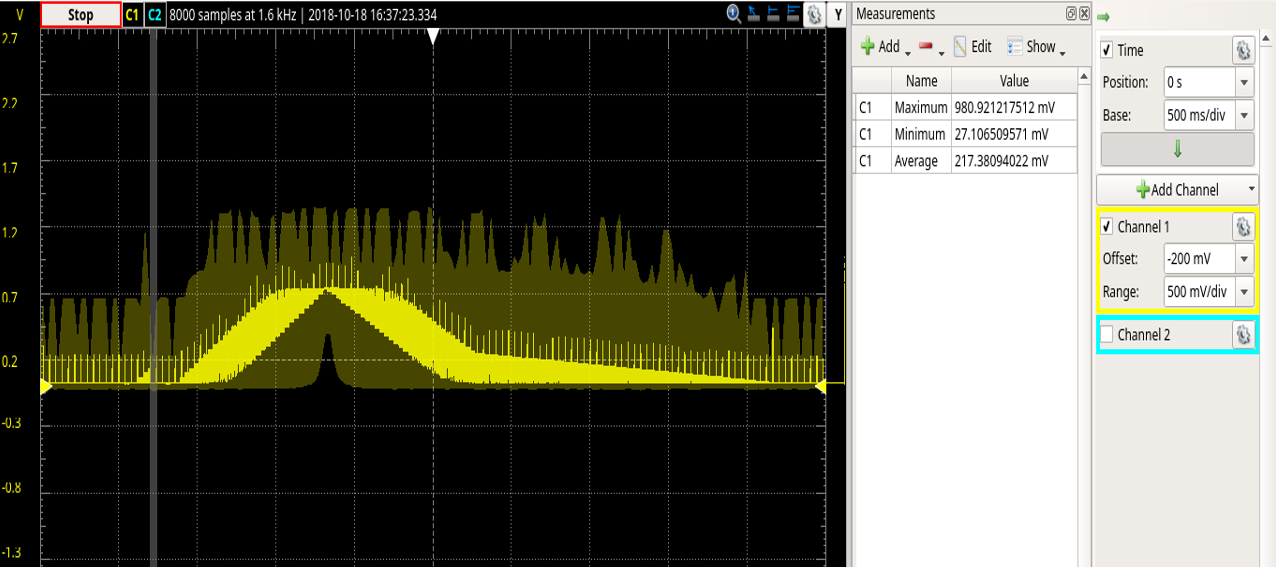 V Stop C1 C2 8000 samples at 1.6 kHz | 2018-10-18 16:37:23.334 Y
2.7
2.2
1.7
1.2
0.7
0.2
-0.3
-0.8
-1.3
Measurements
Add Edit Show
Name Value
C1 Maximum 980.921217512 mV
C1 Minimum 27.106509571 mV
C1 Average 217.38094022 mV
Time
Position: 0 s
Base: 500 ms/div
Add Channel
Channel 1
Offset: -200 mV
Range: 500 mV/div
Channel 2